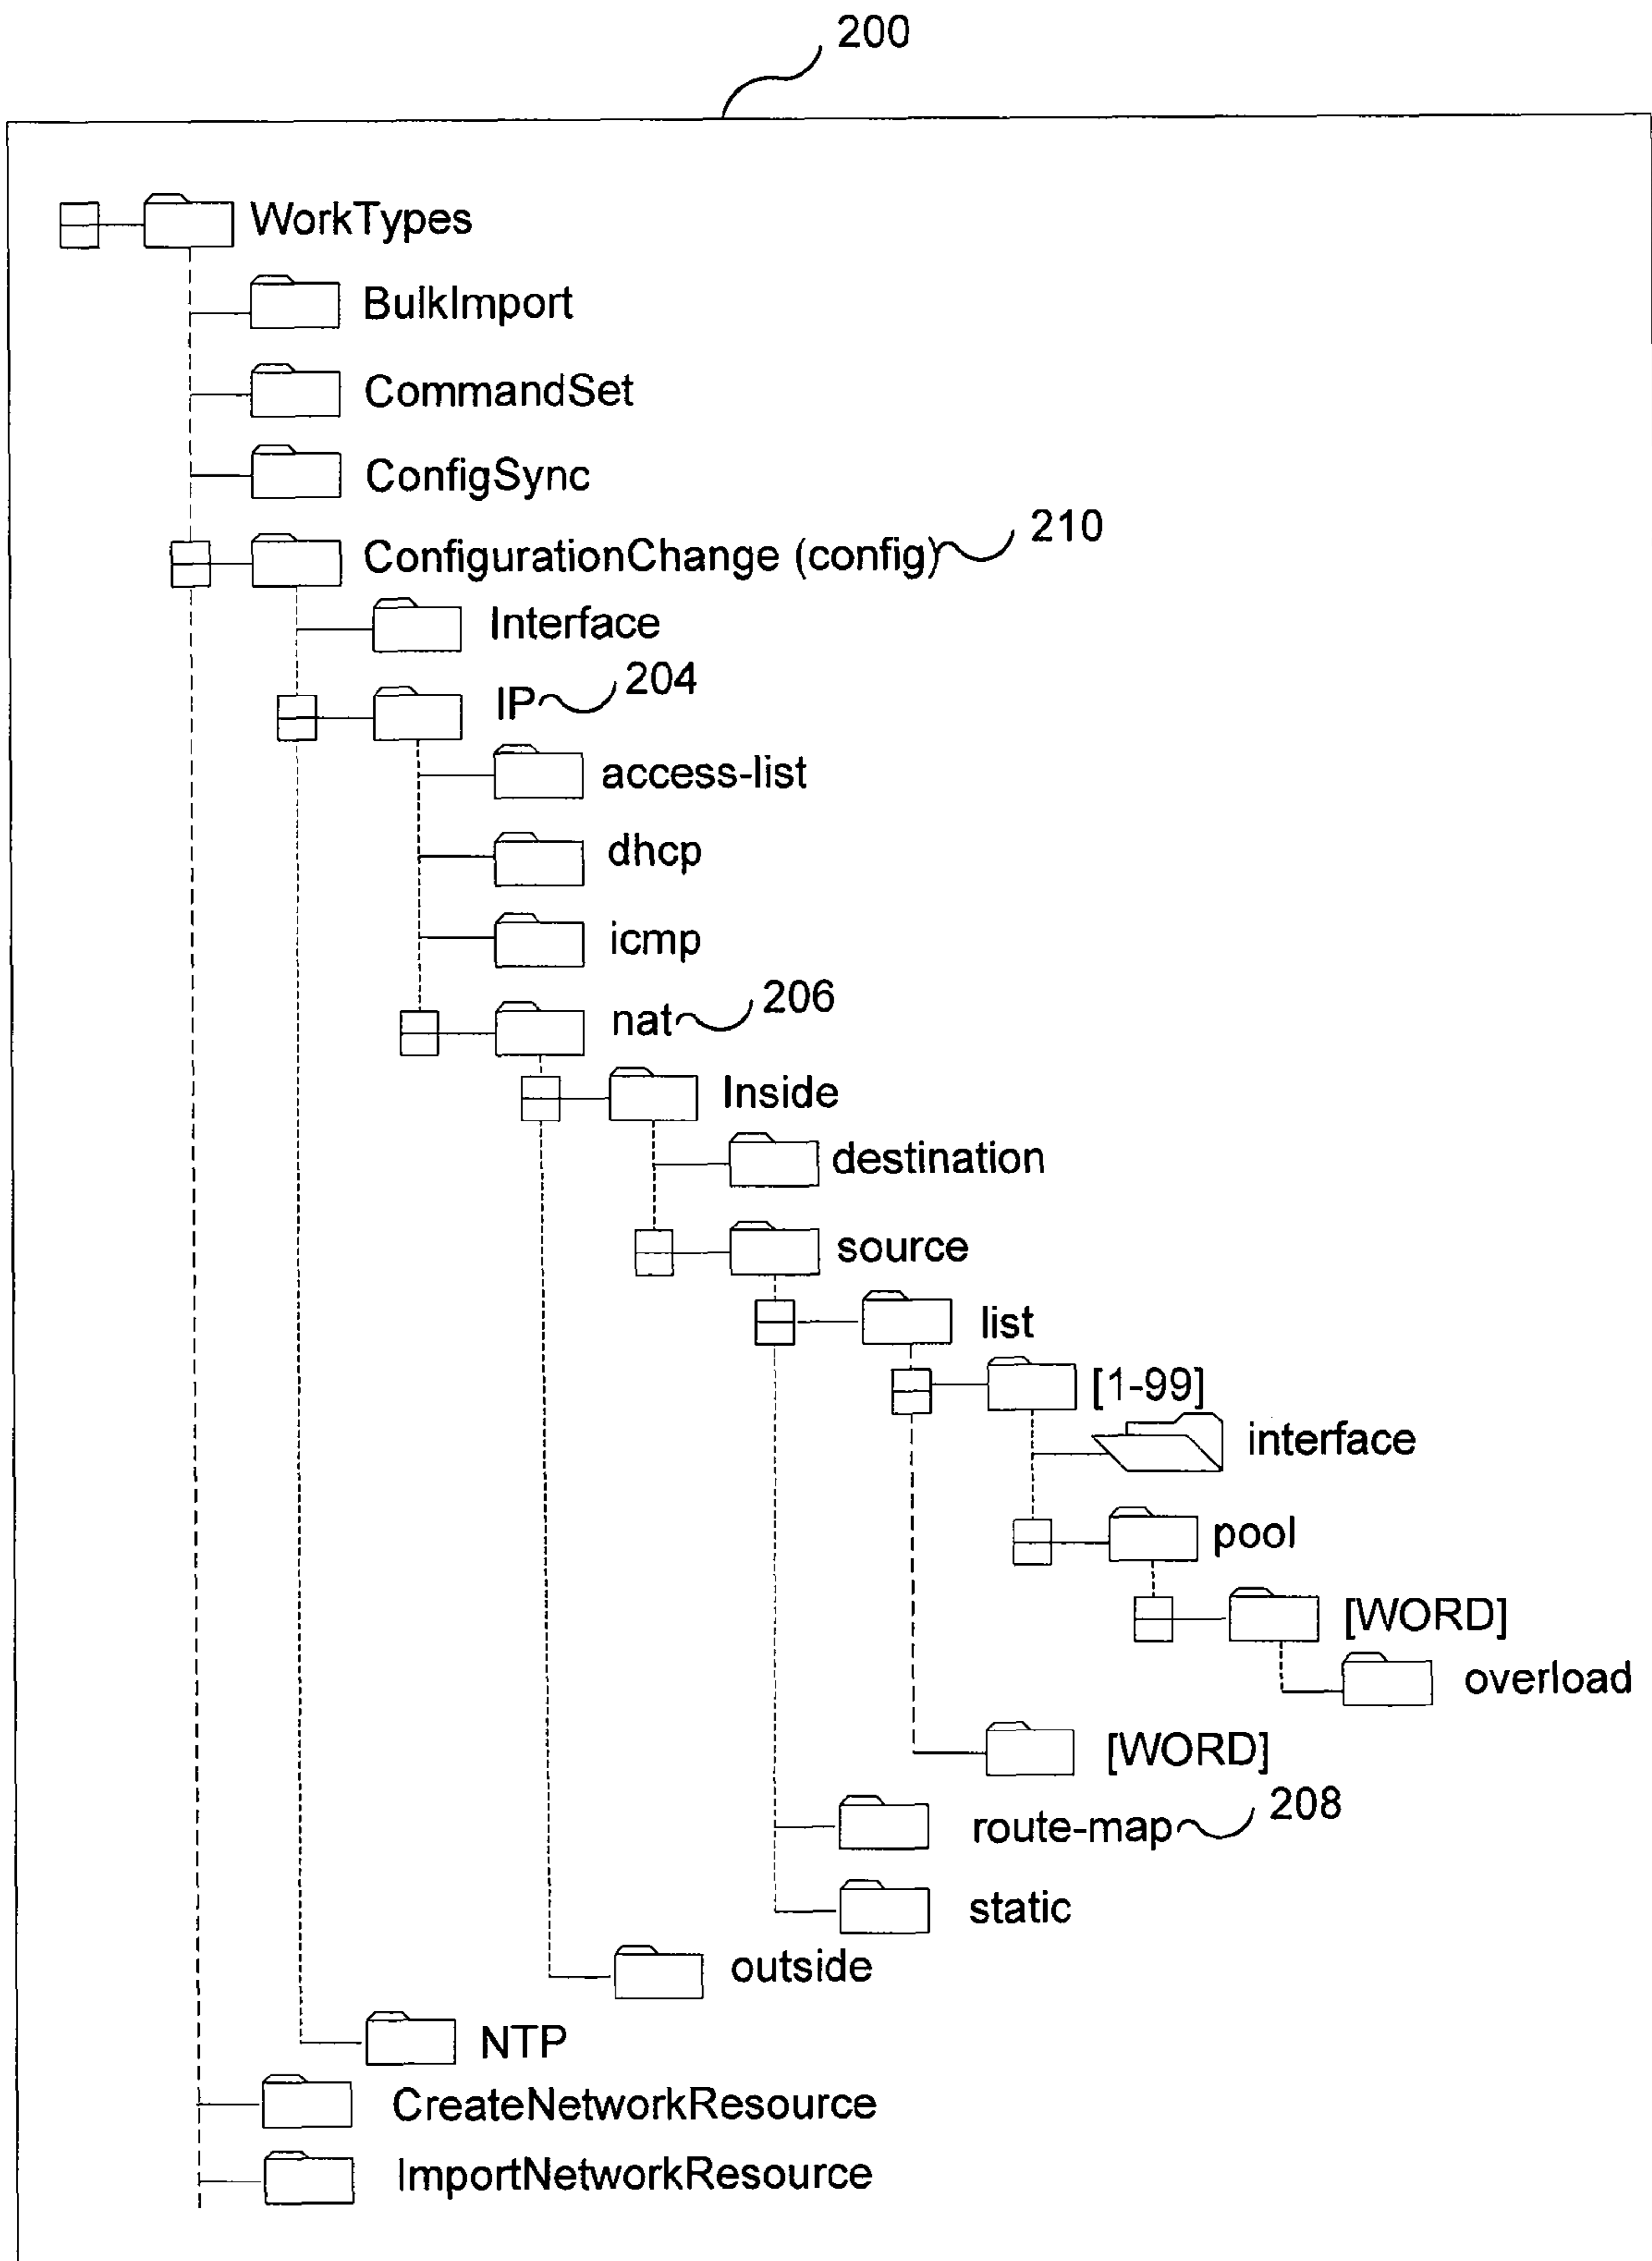 200
WorkTypes
BulkImport
CommandSet
ConfigSync
ConfigurationChange (config) 210
Interface
IP 204
access-list
dhcp
icmp
nat 206
Inside
destination
source
list
[1-99]
interface
pool
[WORD]
overload
[WORD]
route-map 208
static
outside
NTP
CreateNetworkResource
ImportNetworkResource